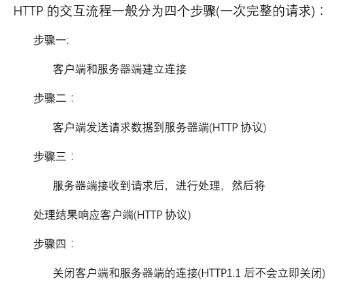 HTTP 的交互流程一般分为四个步骤(一次完整的请求)：
步骤一:
客户端和服务器端建立连接
步骤二：
客户端发送请求数据到服务器端(HTTP 协议)
步骤三：
服务器端接收到请求后，进行处理，然后将
处理结果响应客户端(HTTP 协议)
步骤四：
关闭客户端和服务器端的连接(HTTP1.1 后不会立即关闭)